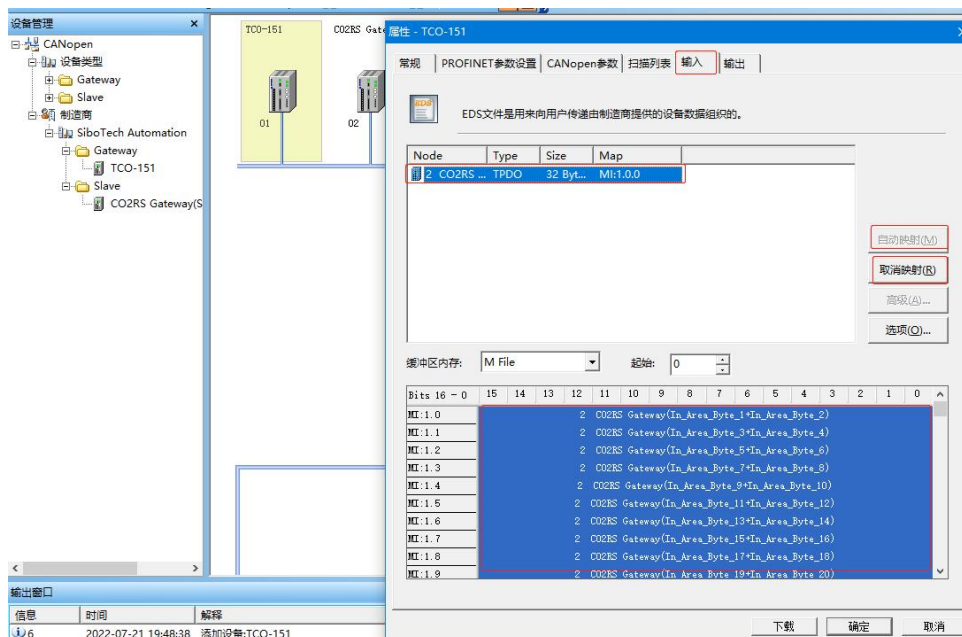 设备管理 ×
CANopen
设备类型
Gateway
Slave
制造商
SiboTech Automation
Gateway
TCO-151
Slave
CO2RS Gateway(S
TCO-151 CO2RS Gate
01 02
属性 - TCO-151
常规 PROFINET参数设置 CANopen参数 扫描列表 输入 输出
EDS
EDS文件是用来向用户传递由制造商提供的设备数据组织的。
Node Type Size Map
2 CO2RS ... TPDO 32 Byt... MI:1.0.0
自动映射(M)
取消映射(R)
高级(A)...
选项(O)...
缓冲区内存: M File 起始: 0
Bits 16 - 0 15 14 13 12 11 10 9 8 7 6 5 4 3 2 1 0
MI:1.0 2 CO2RS Gateway(In_Area_Byte_1+In_Area_Byte_2)
MI:1.1 2 CO2RS Gateway(In_Area_Byte_3+In_Area_Byte_4)
MI:1.2 2 CO2RS Gateway(In_Area_Byte_5+In_Area_Byte_6)
MI:1.3 2 CO2RS Gateway(In_Area_Byte_7+In_Area_Byte_8)
MI:1.4 2 CO2RS Gateway(In_Area_Byte_9+In_Area_Byte_10)
MI:1.5 2 CO2RS Gateway(In_Area_Byte_11+In_Area_Byte_12)
MI:1.6 2 CO2RS Gateway(In_Area_Byte_13+In_Area_Byte_14)
MI:1.7 2 CO2RS Gateway(In_Area_Byte_15+In_Area_Byte_16)
MI:1.8 2 CO2RS Gateway(In_Area_Byte_17+In_Area_Byte_18)
MI:1.9 2 CO2RS Gateway(In_Area_Byte_19+In_Area_Byte_20)
输出窗口
信息 时间 解释
6 2022-07-21 19:48:38 添加设备:TCO-151
下载 确定 取消